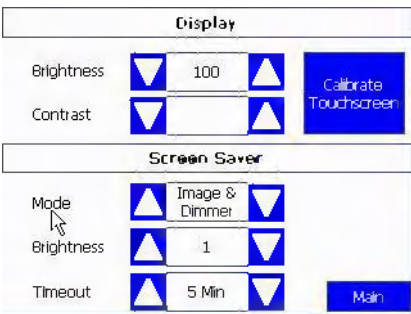 Display
Brightness 100
Calibrate
Touchscreen
Contrast
Screen Saver
Mode Image &
Dimmer
Brightness 1
Timeout 5 Min
Main